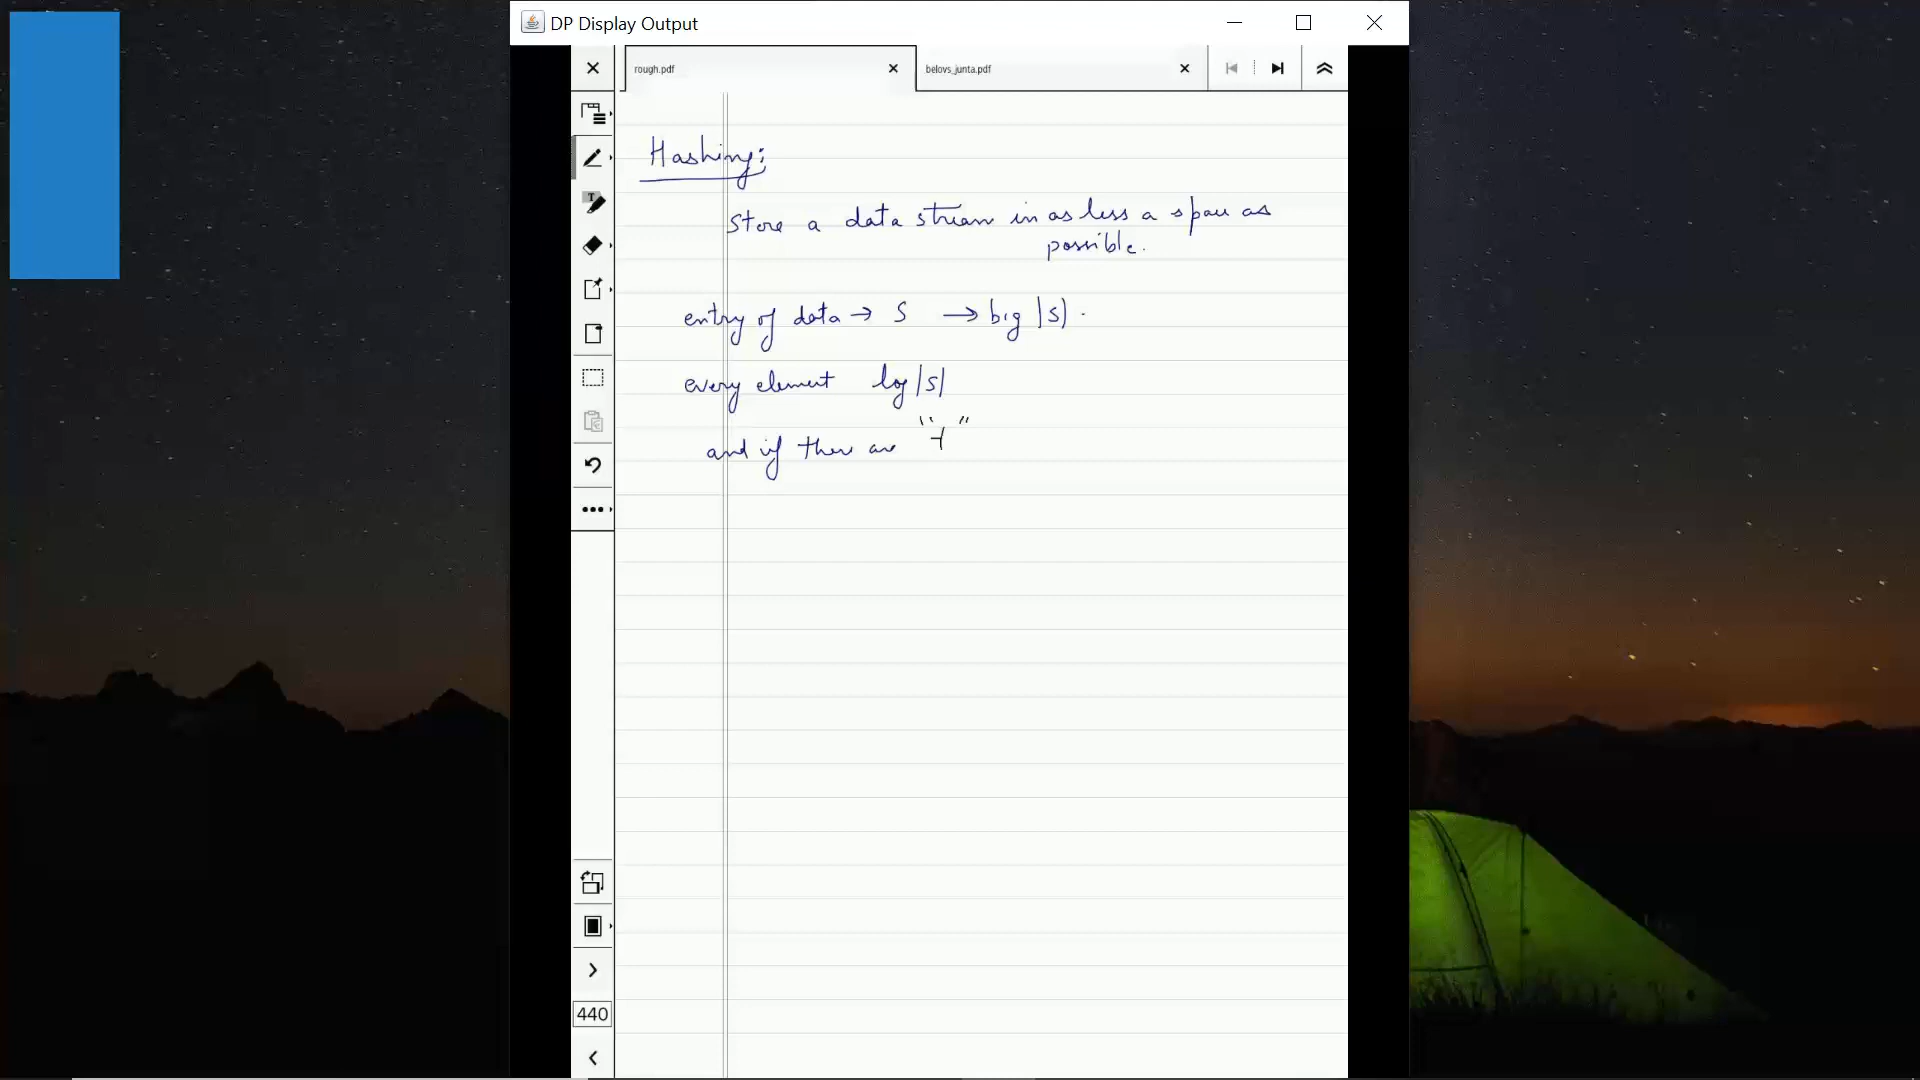 DP Display Output
rough.pdf
belovs_junta.pdf
Hashing:
Store a data stream in as less a space as
possible.
entry of data → S → big |S|.
every element log|S|
and if there are "t"
440